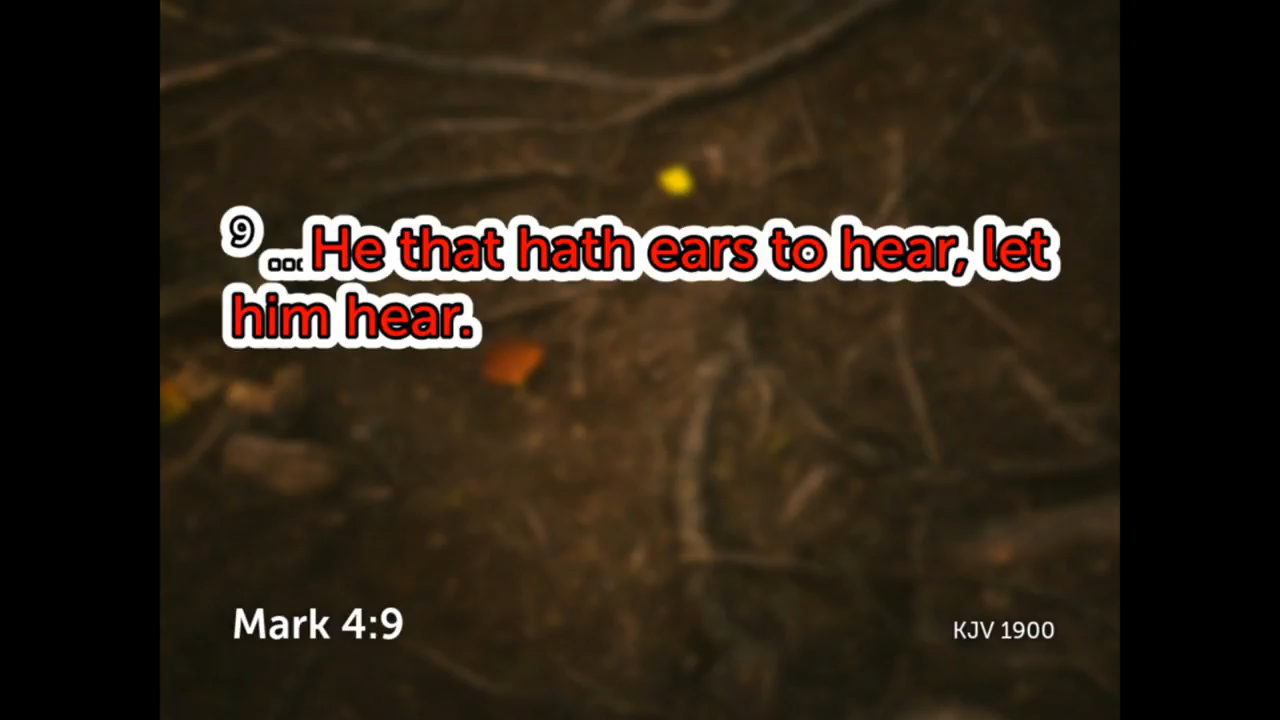 9 ... He that hath ears to hear, let
him hear.
Mark 4:9
KJV 1900